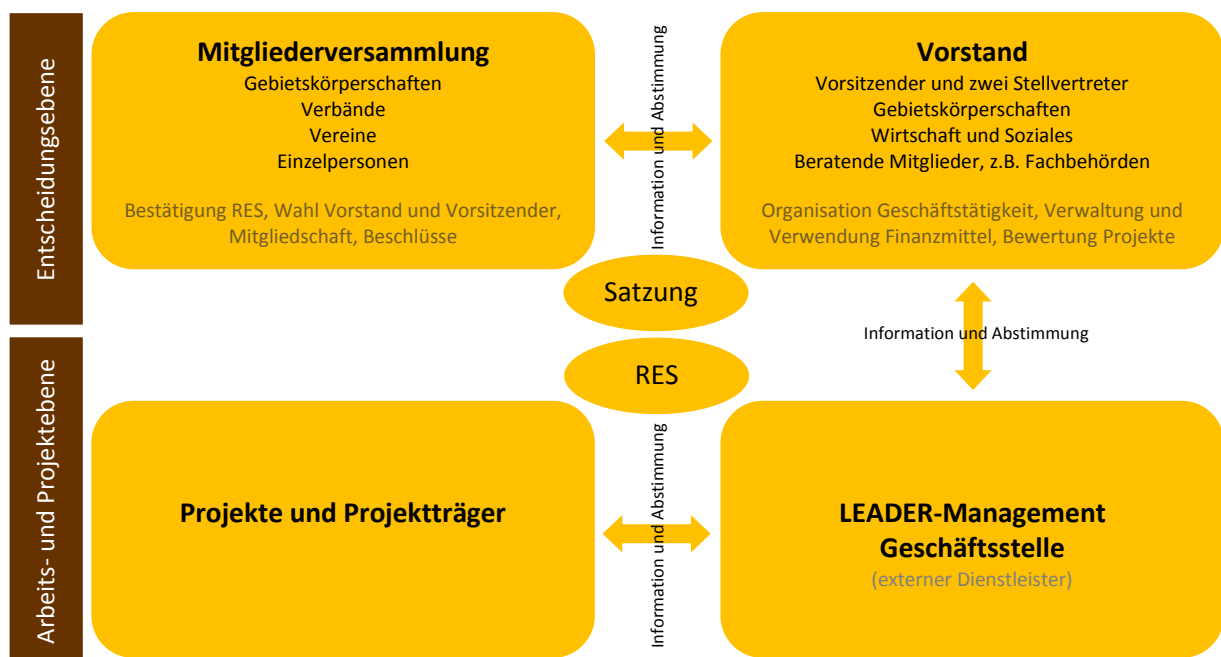 Entscheidungsebene
Mitgliederversammlung
Gebietskörperschaften
Verbände
Vereine
Einzelpersonen
Bestätigung RES, Wahl Vorstand und Vorsitzender,
Mitgliedschaft, Beschlüsse
Information und Abstimmung
Vorstand
Vorsitzender und zwei Stellvertreter
Gebietskörperschaften
Wirtschaft und Soziales
Beratende Mitglieder, z.B. Fachbehörden
Organisation Geschäftstätigkeit, Verwaltung und
Verwendung Finanzmittel, Bewertung Projekte
Satzung
Information und Abstimmung
RES
Arbeits- und Projektebene
Projekte und Projektträger
Information und Abstimmung
LEADER-Management
Geschäftsstelle
(externer Dienstleister)